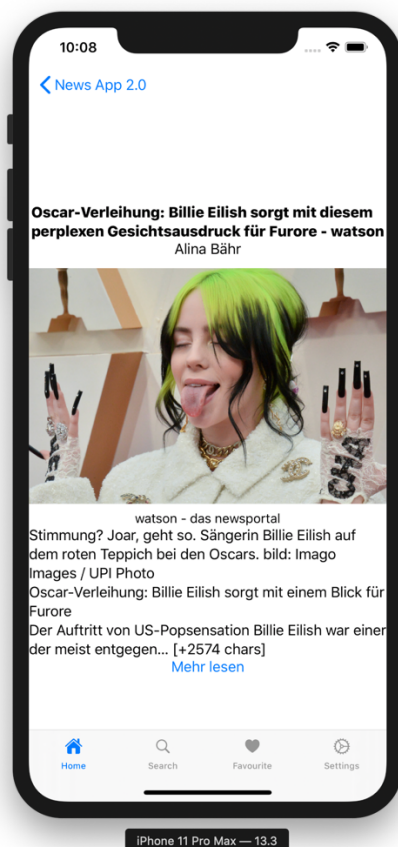 10:08
News App 2.0
Oscar-Verleihung: Billie Eilish sorgt mit diesem
perplexen Gesichtsausdruck für Furore - watson
Alina Bähr
CHA
watson - das newsportal
Stimmung? Joar, geht so. Sängerin Billie Eilish auf
dem roten Teppich bei den Oscars. bild: Imago
Images / UPI Photo
Oscar-Verleihung: Billie Eilish sorgt mit einem Blick für
Furore
Der Auftritt von US-Popsensation Billie Eilish war einer
der meist entgegen... [+2574 chars]
Mehr lesen
Home
Search
Favourite
Settings
iPhone 11 Pro Max — 13.3